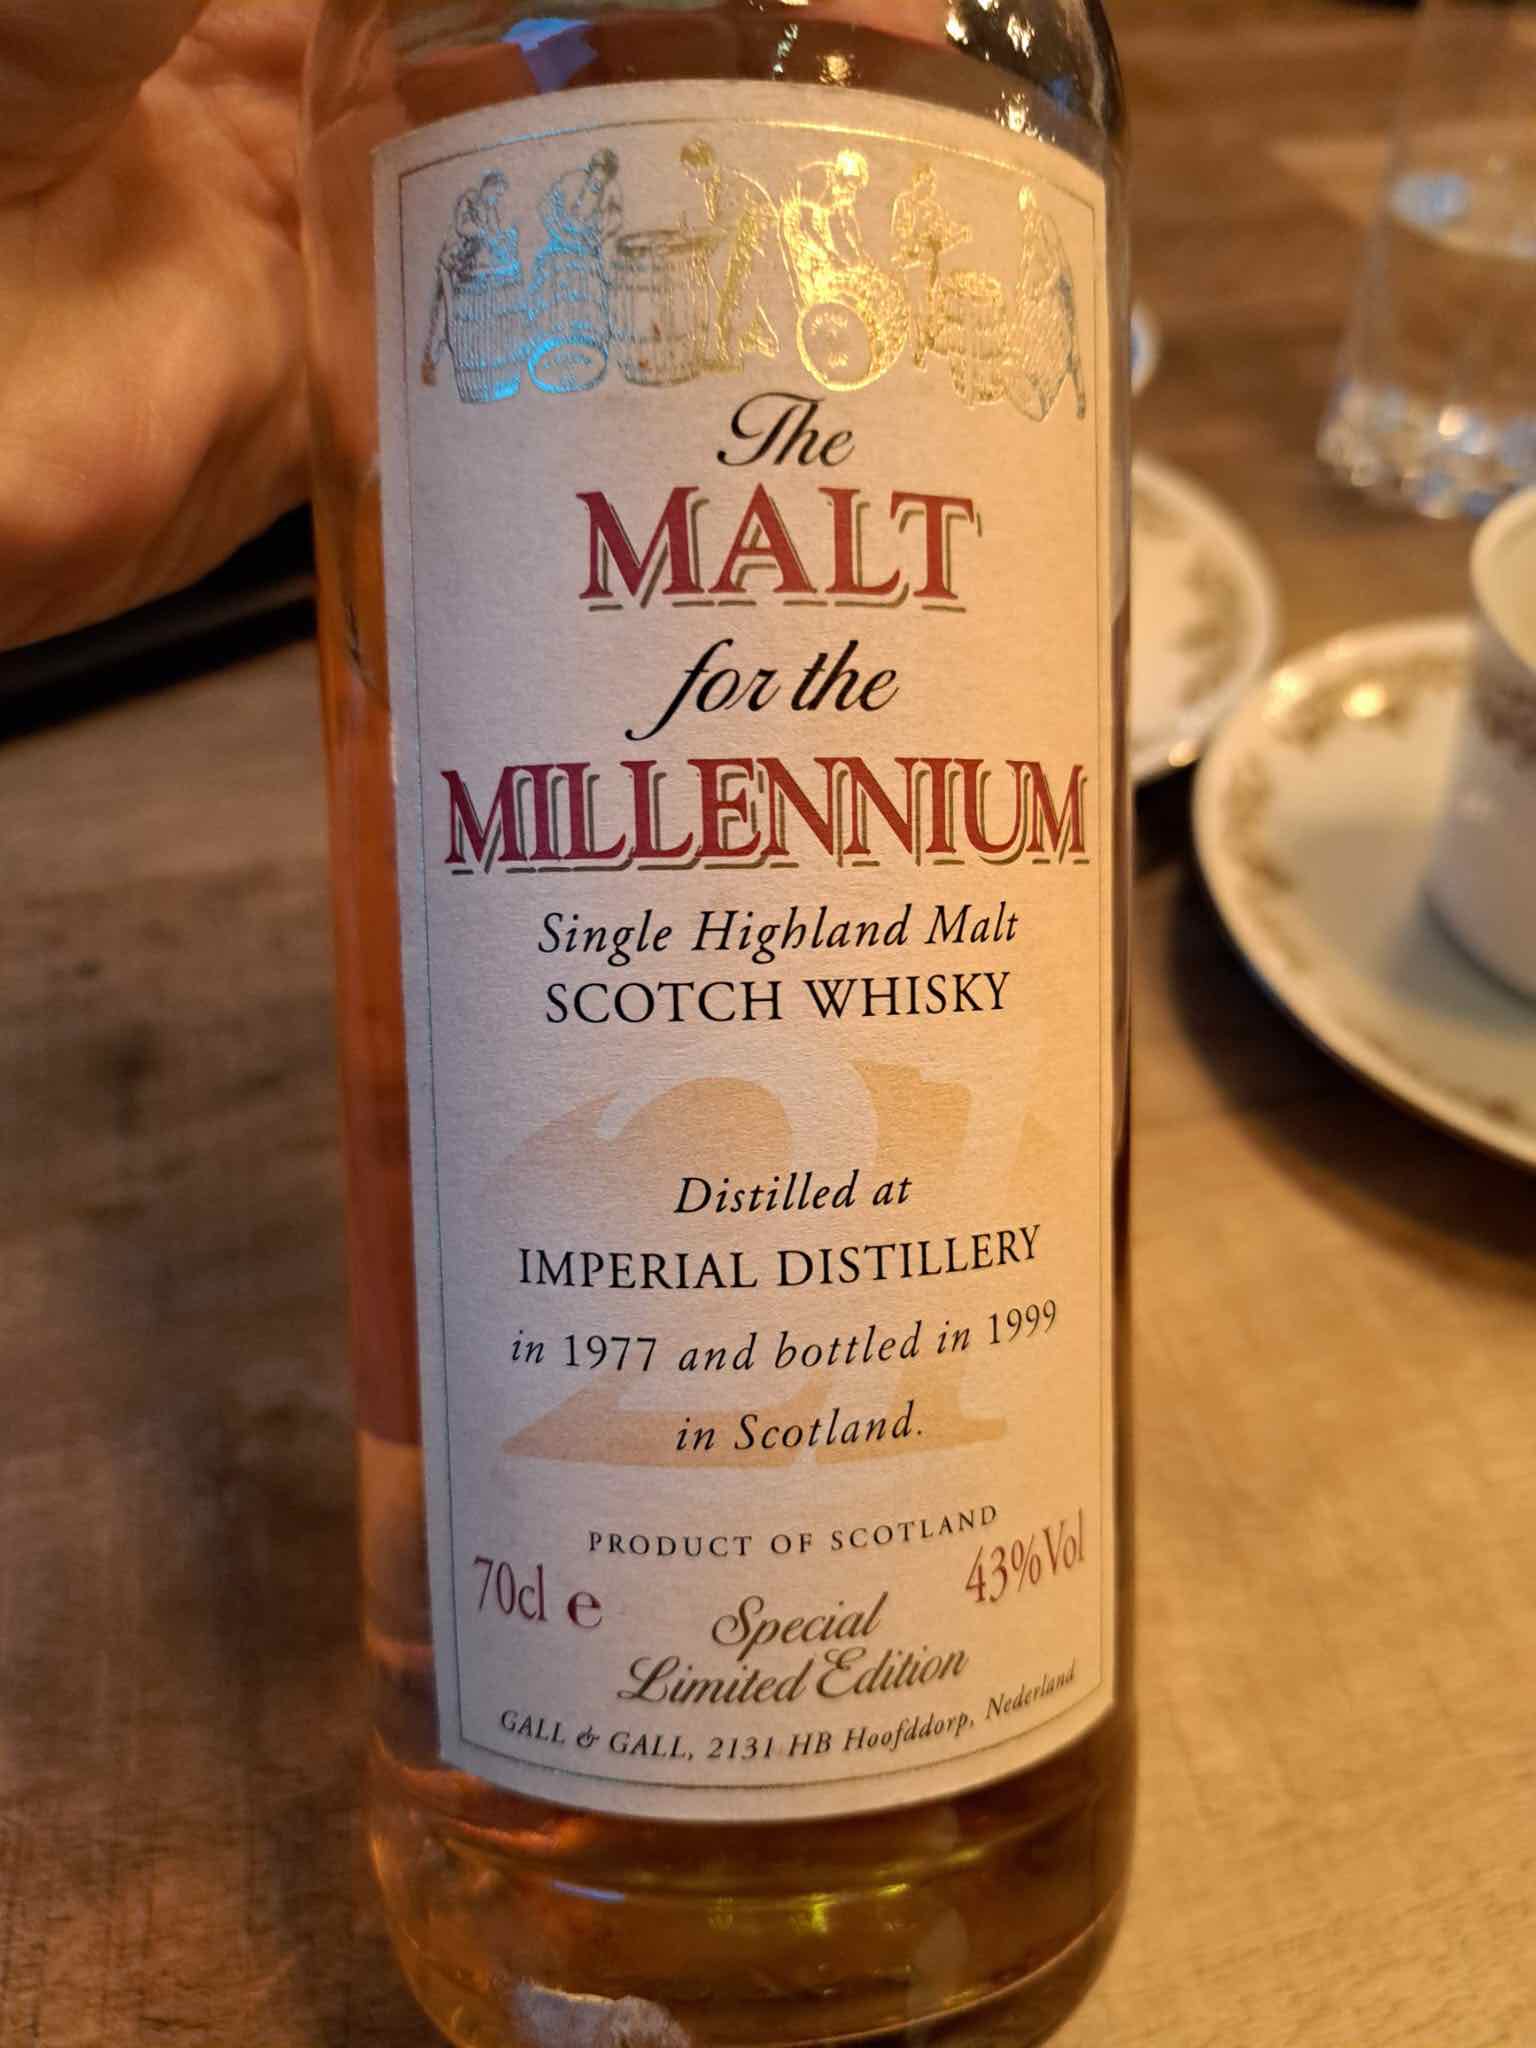 The
MALT
for the
MILLENNIUM
Single Highland Malt
SCOTCH WHISKY
21
Distilled at
IMPERIAL DISTILLERY
in 1977 and bottled in 1999
in Scotland.
PRODUCT OF SCOTLAND
70cl e 43%Vol
Special
Limited Edition
GALL & GALL, 2131 HB Hoofddorp, Nederland